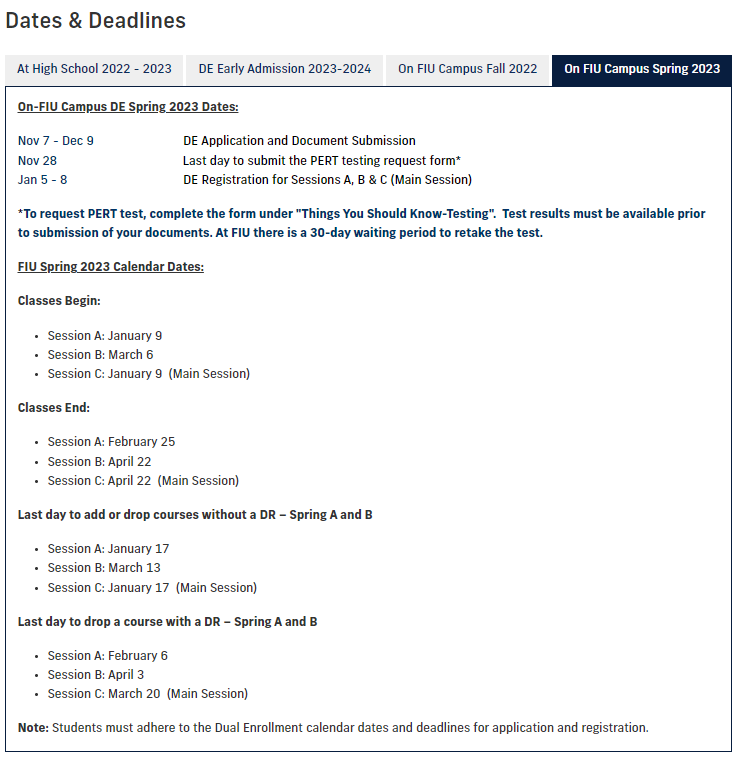 Dates & Deadlines
At High School 2022 - 2023
DE Early Admission 2023-2024
On FIU Campus Fall 2022
On FIU Campus Spring 2023
On-FIU Campus DE Spring 2023 Dates:
Nov 7 - Dec 9 DE Application and Document Submission
Nov 28 Last day to submit the PERT testing request form*
Jan 5 - 8 DE Registration for Sessions A, B & C (Main Session)
*To request PERT test, complete the form under "Things You Should Know-Testing". Test results must be available prior
to submission of your documents. At FIU there is a 30-day waiting period to retake the test.
FIU Spring 2023 Calendar Dates:
Classes Begin:
• Session A: January 9
• Session B: March 6
• Session C: January 9 (Main Session)
Classes End:
• Session A: February 25
• Session B: April 22
• Session C: April 22 (Main Session)
Last day to add or drop courses without a DR – Spring A and B
• Session A: January 17
• Session B: March 13
• Session C: January 17 (Main Session)
Last day to drop a course with a DR – Spring A and B
• Session A: February 6
• Session B: April 3
• Session C: March 20 (Main Session)
Note: Students must adhere to the Dual Enrollment calendar dates and deadlines for application and registration.